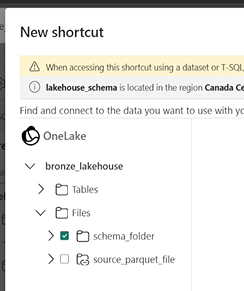 New shortcut
When accessing this shortcut using a dataset or T-SQL,
lakehouse_schema is located in the region Canada Ce
Find and connect to the data you want to use with yo
OneLake
bronze_lakehouse
Tables
Files
schema_folder
source_parquet_file